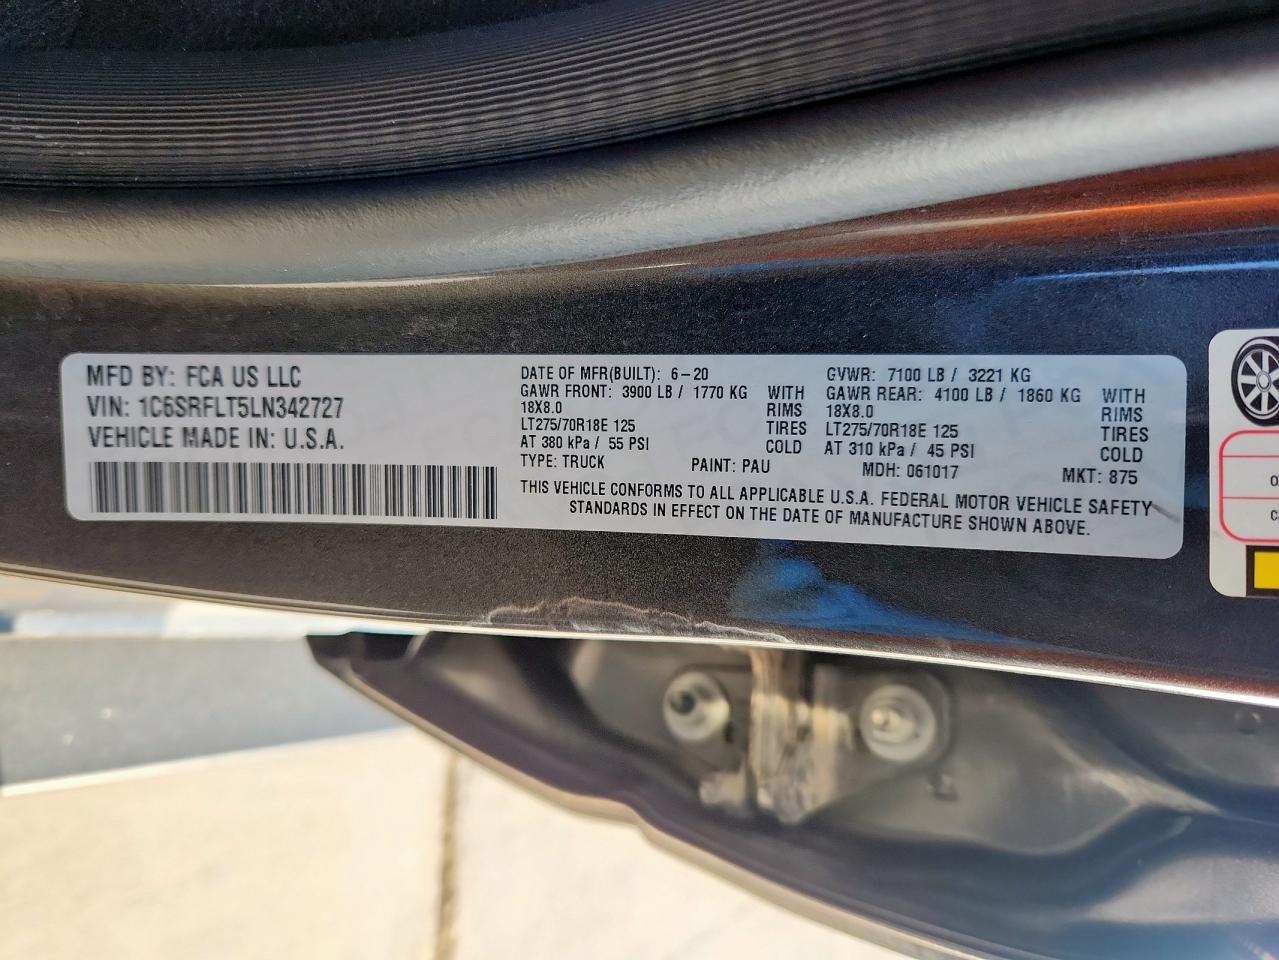 MFD BY: FCA US LLC
VIN: 1C6SRFLT5LN342727
VEHICLE MADE IN: U.S.A.
DATE OF MFR(BUILT): 6-20 GVWR: 7100 LB / 3221 KG
GAWR FRONT: 3900 LB / 1770 KG WITH GAWR REAR: 4100 LB / 1860 KG WITH
18X8.0 RIMS 18X8.0 RIMS
LT275/70R18E 125 TIRES LT275/70R18E 125 TIRES
AT 380 kPa / 55 PSI COLD AT 310 kPa / 45 PSI COLD
TYPE: TRUCK PAINT: PAU MDH: 061017 MKT: 875
THIS VEHICLE CONFORMS TO ALL APPLICABLE U.S.A. FEDERAL MOTOR VEHICLE SAFETY
STANDARDS IN EFFECT ON THE DATE OF MANUFACTURE SHOWN ABOVE.